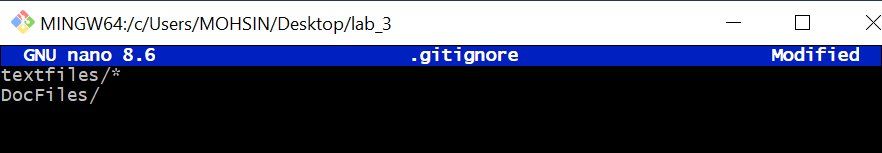 MINGW64:/c/Users/MOHSIN/Desktop/lab_3
GNU nano 8.6 .gitignore Modified
textfiles/*
DocFiles/